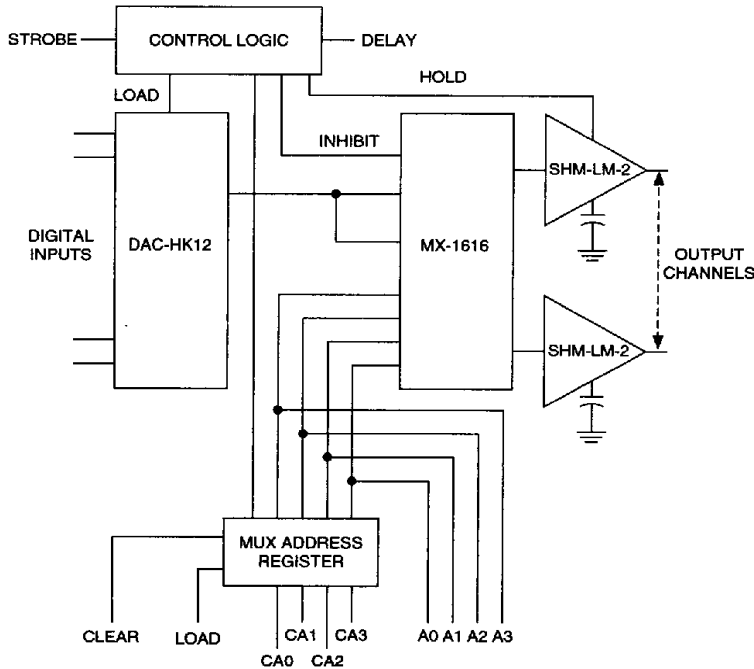 STROBE
CONTROL LOGIC
DELAY
LOAD
HOLD
INHIBIT
SHM-LM-2
DIGITAL
INPUTS
DAC-HK12
MX-1616
OUTPUT
CHANNELS
SHM-LM-2
MUX ADDRESS
REGISTER
CLEAR
LOAD
CA0
CA1
CA2
CA3
A0
A1
A2
A3